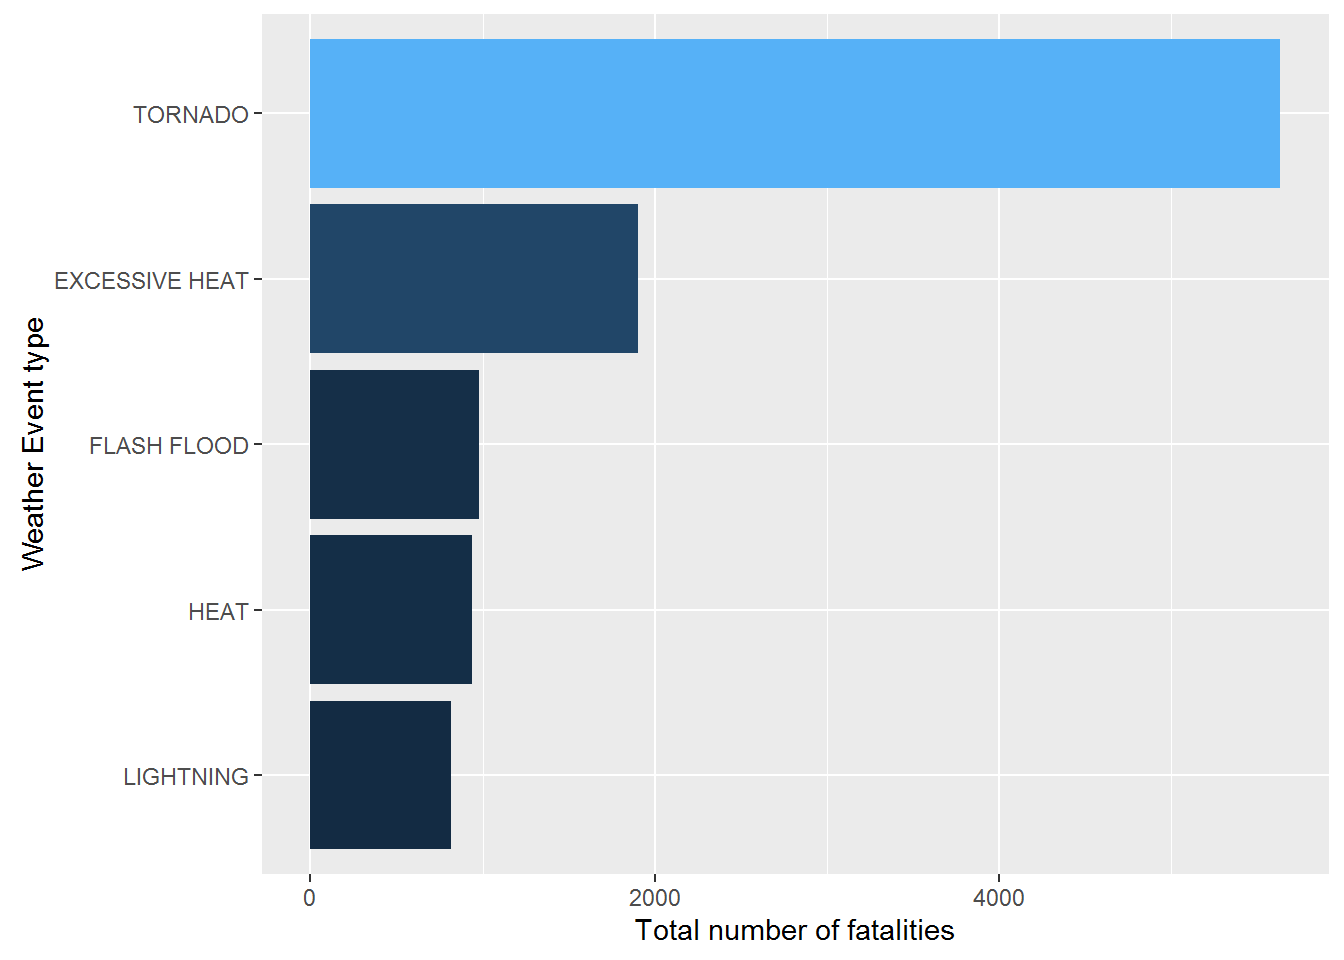 TORNADO
EXCESSIVE HEAT
FLASH FLOOD
HEAT
LIGHTNING
Weather Event type
0 2000 4000
Total number of fatalities